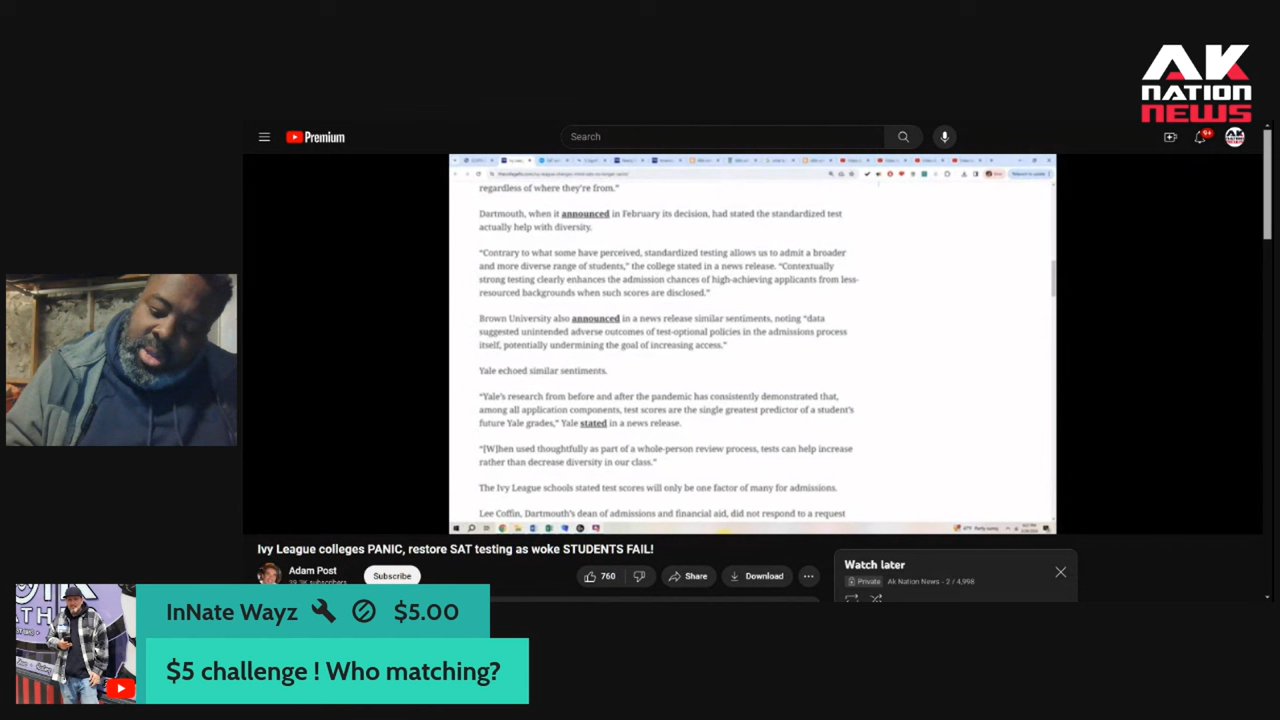 AK
NATION
NEWS
Premium
Search
9+
regardless of where they're from."
Dartmouth, when it announced in February its decision, had stated the standardized test
actually help with diversity.
"Contrary to what some have perceived, standardized testing allows us to admit a broader
and more diverse range of students," the college stated in a news release. "Contextually
strong testing clearly enhances the admission chances of high-achieving applicants from less-
resourced backgrounds when such scores are disclosed."
Brown University also announced in a news release similar sentiments, noting "data
suggested unintended adverse outcomes of test-optional policies in the admissions process
itself, potentially undermining the goal of increasing access."
Yale echoed similar sentiments.
"Yale's research from before and after the pandemic has consistently demonstrated that,
among all application components, test scores are the single greatest predictor of a student's
future Yale grades," Yale stated in a news release.
"[W]hen used thoughtfully as part of a whole-person review process, tests can help increase
rather than decrease diversity in our class."
The Ivy League schools stated test scores will only be one factor of many for admissions.
Lee Coffin, Dartmouth's dean of admissions and financial aid, did not respond to a request
Ivy League colleges PANIC, restore SAT testing as woke STUDENTS FAIL!
Adam Post
Subscribe
760
Share
Download
Watch later
Private
Ak Nation News - 2 / 4,998
InNate Wayz $5.00
$5 challenge ! Who matching?